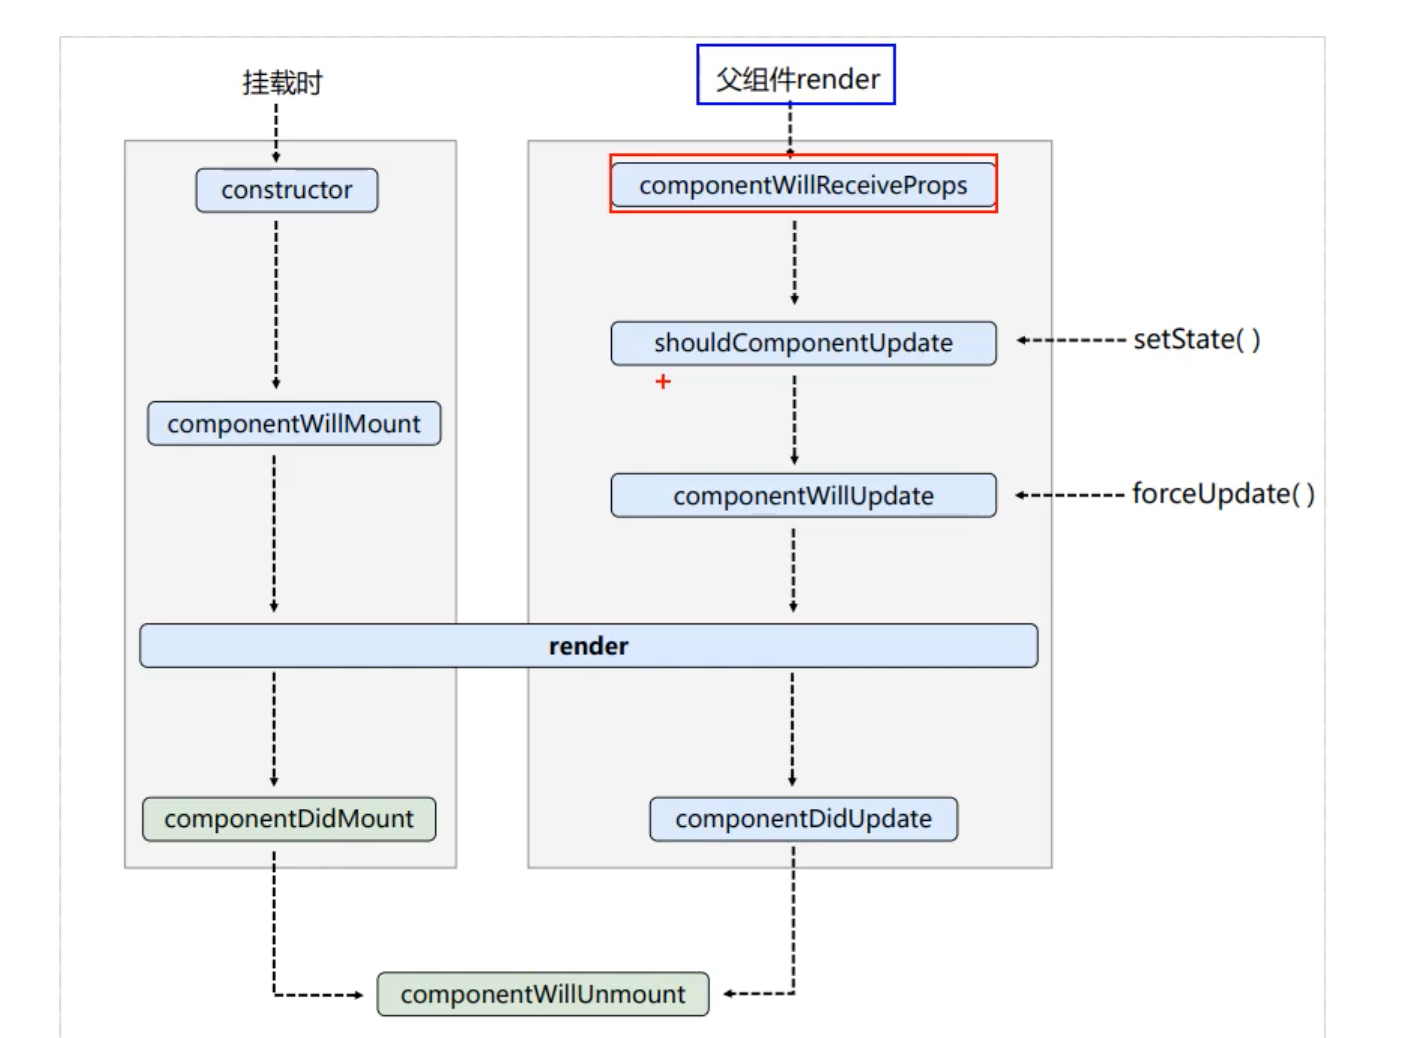 挂载时
父组件render
constructor
componentWillReceiveProps
shouldComponentUpdate
setState( )
componentWillMount
componentWillUpdate
forceUpdate( )
render
componentDidMount
componentDidUpdate
componentWillUnmount